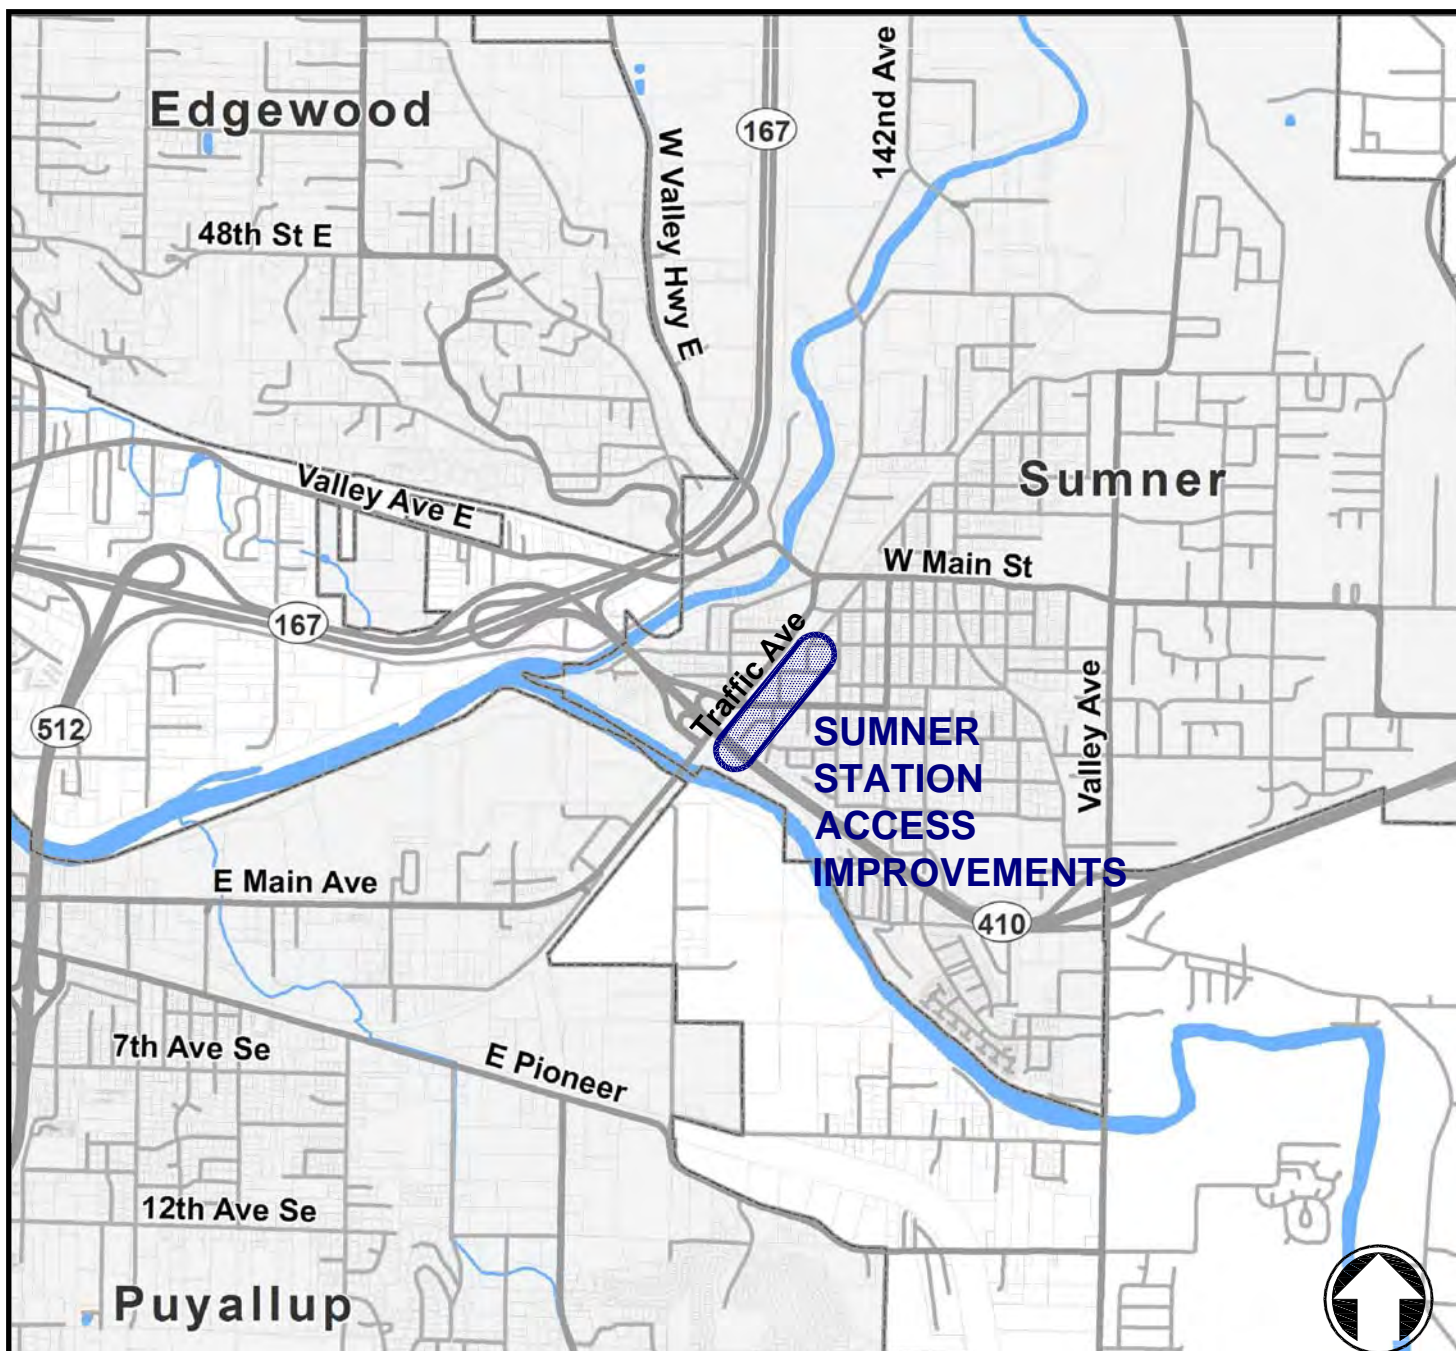 Edgewood
142nd Ave
167
W Valley Hwy E
48th St E
Valley Ave E
Sumner
W Main St
167
Traffic Ave
512
SUMNER
STATION
ACCESS
IMPROVEMENTS
Valley Ave
E Main Ave
410
7th Ave Se
E Pioneer
12th Ave Se
Puyallup